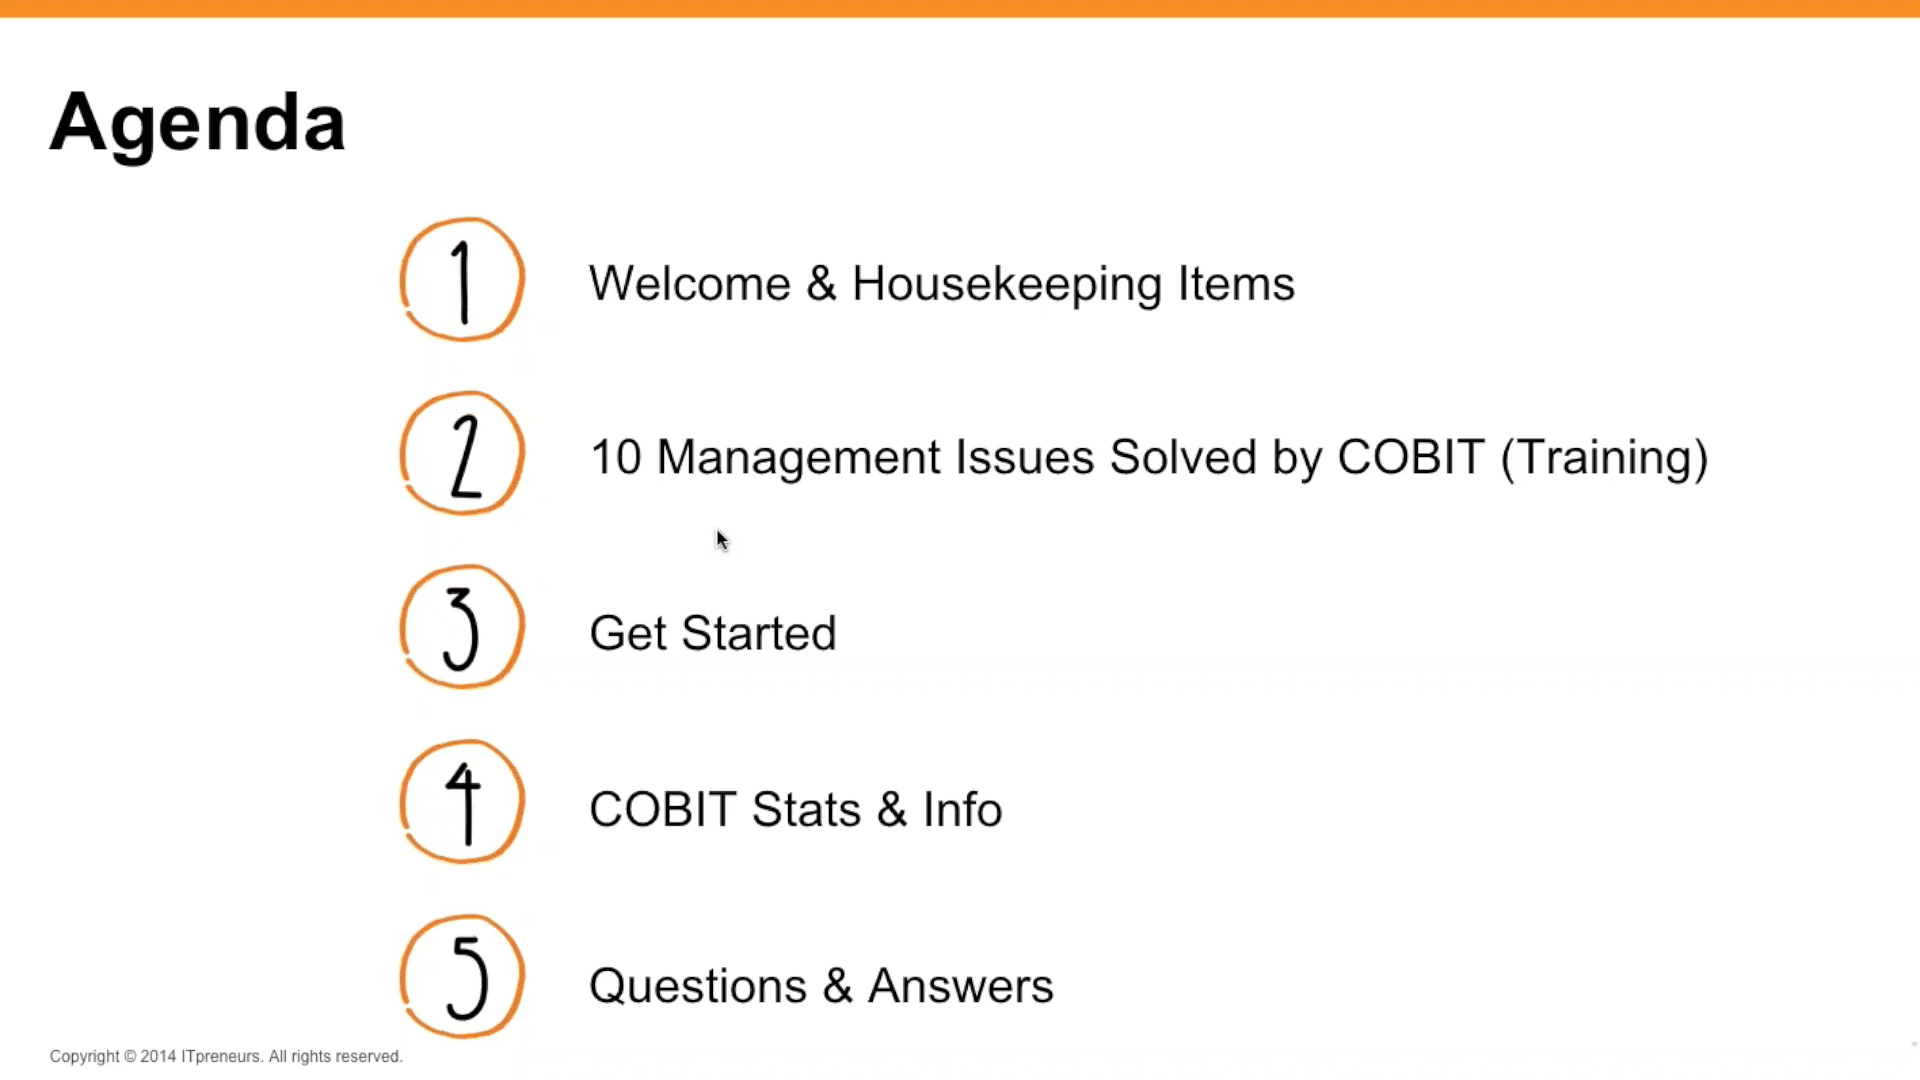 Agenda
1 Welcome & Housekeeping Items
2 10 Management Issues Solved by COBIT (Training)
3 Get Started
4 COBIT Stats & Info
5 Questions & Answers
Copyright © 2014 ITpreneurs. All rights reserved.